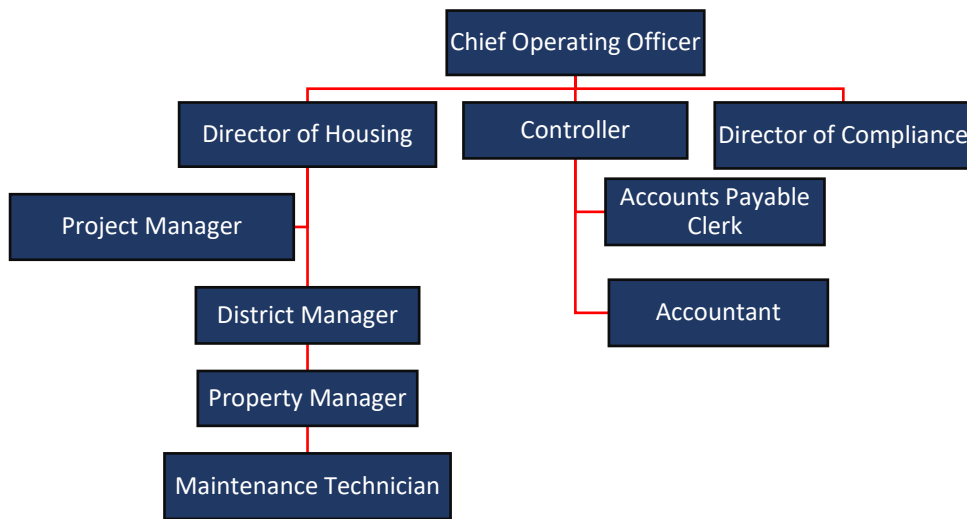 Chief Operating Officer
Director of Housing
Controller
Director of Compliance
Project Manager
Accounts Payable
Clerk
District Manager
Accountant
Property Manager
Maintenance Technician